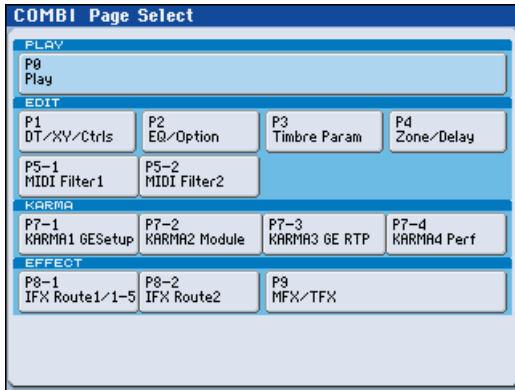 COMBI Page Select
PLAY
P0
Play
EDIT
P1
DT/XY/Ctrls
P2
EQ/Option
P3
Timbre Param
P4
Zone/Delay
P5-1
MIDI Filter1
P5-2
MIDI Filter2
KARMA
P7-1
KARMA1 GESetup
P7-2
KARMA2 Module
P7-3
KARMA3 GE RTP
P7-4
KARMA4 Perf
EFFECT
P8-1
IFX Route1/1-5
P8-2
IFX Route2
P9
MFX/TFX